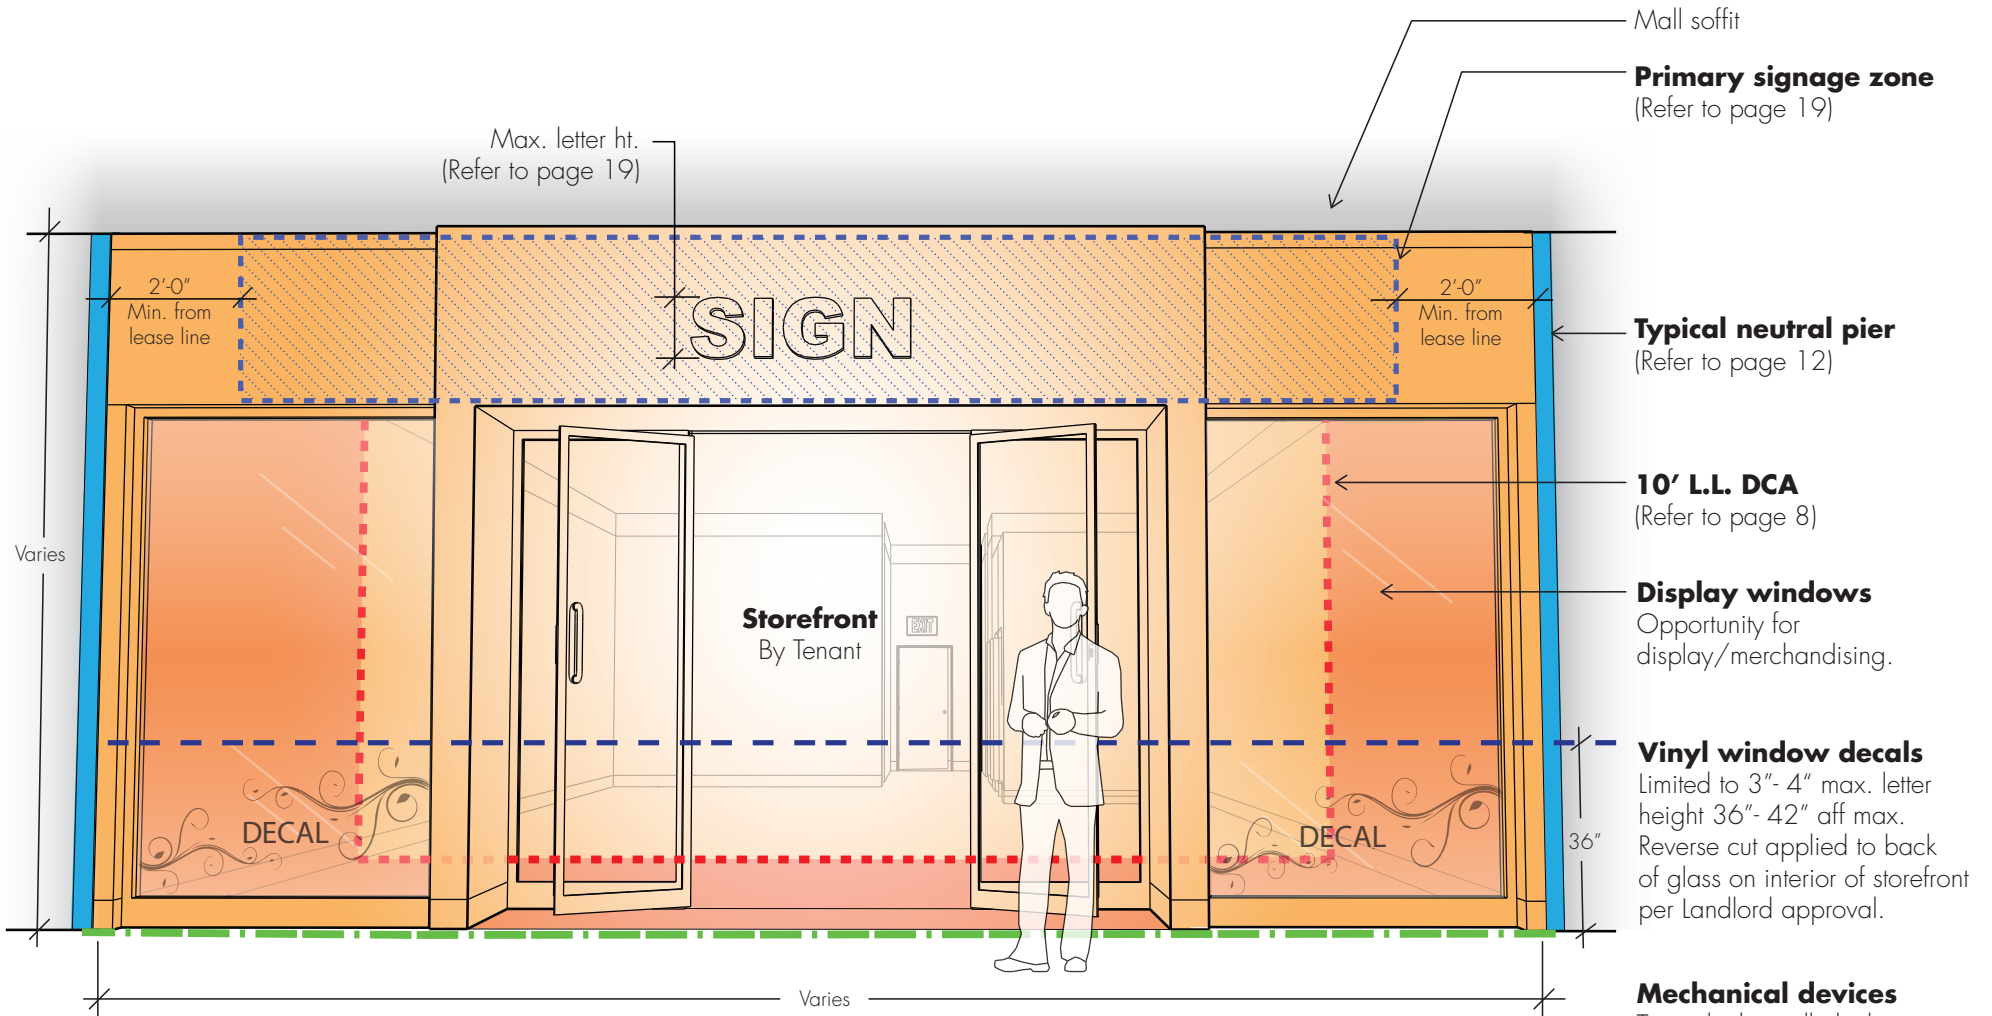 Mall soffit
Primary signage zone
(Refer to page 19)
Max. letter ht.
(Refer to page 19)
2'-0"
Min. from
lease line
SIGN
2'-0"
Min. from
lease line
Typical neutral pier
(Refer to page 12)
10' L.L. DCA
(Refer to page 8)
Varies
Display windows
Opportunity for
display/merchandising.
Storefront
By Tenant
EXIT
Vinyl window decals
Limited to 3"- 4" max. letter
height 36"- 42" aff max.
Reverse cut applied to back
of glass on interior of storefront
per Landlord approval.
DECAL
DECAL
36"
Varies
Mechanical devices